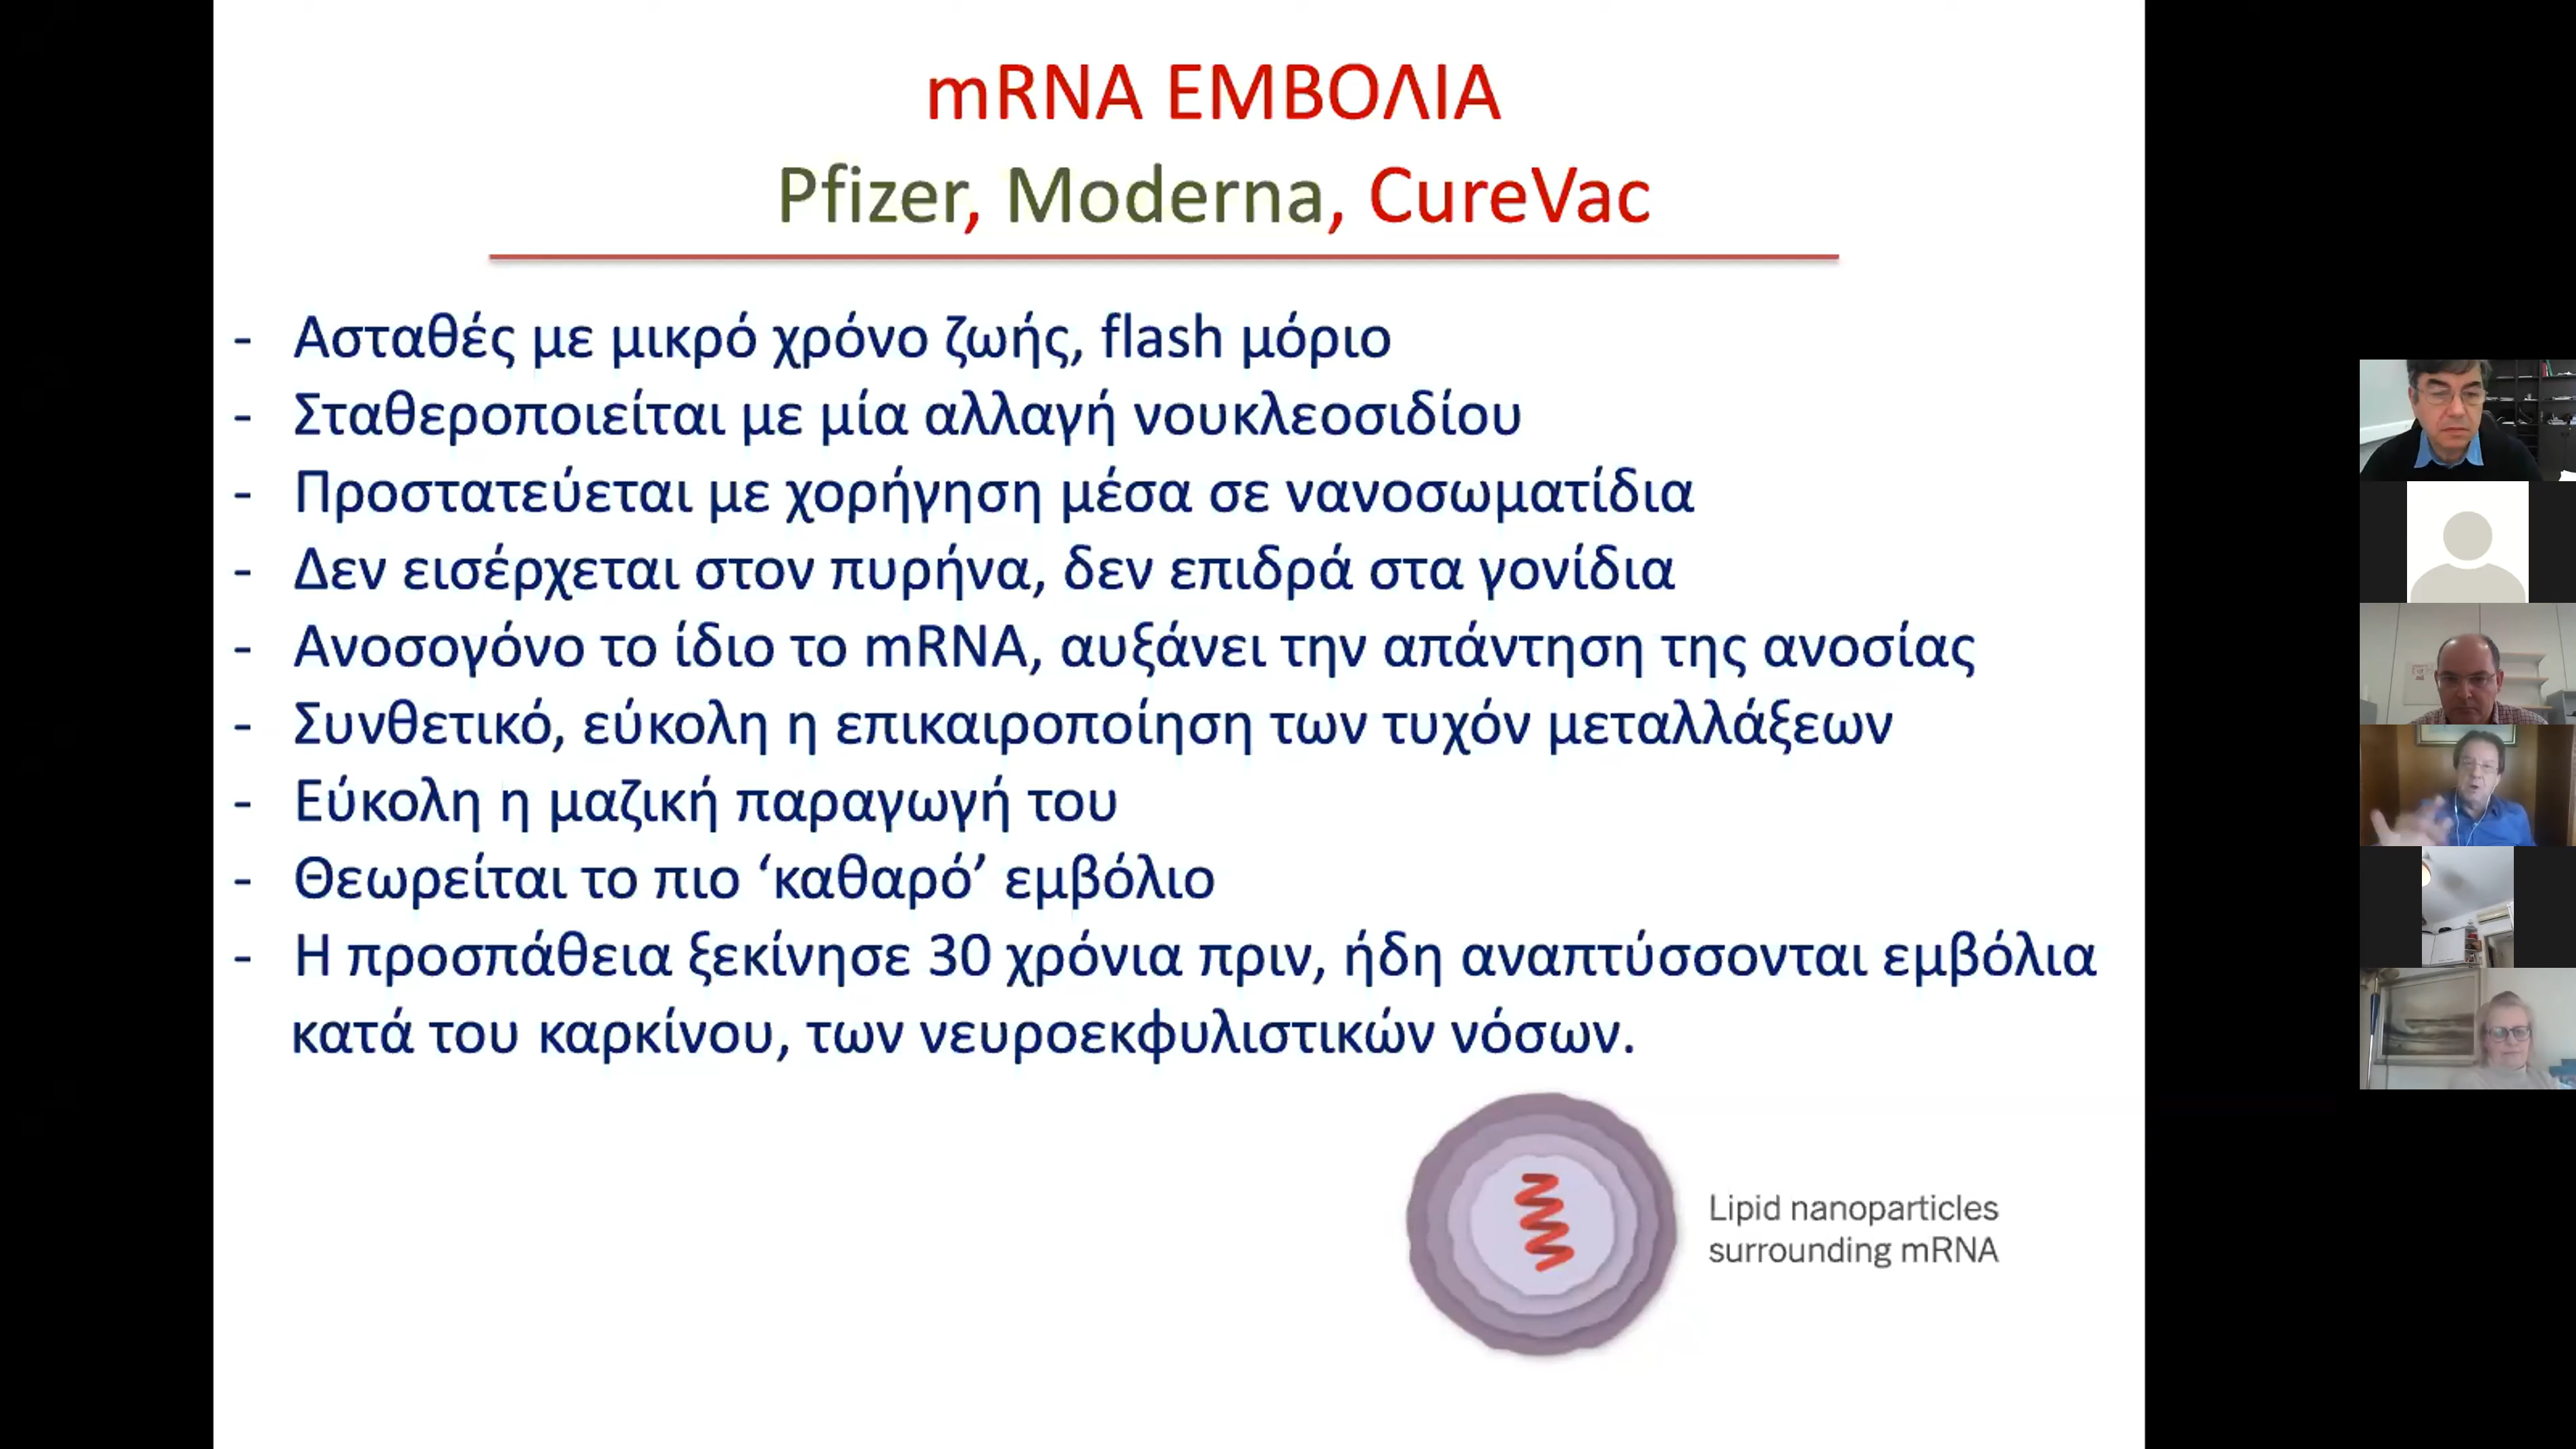 mRNA ΕΜΒΟΛΙΑ
Pfizer, Moderna, CureVac
- Ασταθές με μικρό χρόνο ζωής, flash μόριο
- Σταθεροποιείται με μία αλλαγή νουκλεοσιδίου
- Προστατεύεται με χορήγηση μέσα σε νανοσωματίδια
- Δεν εισέρχεται στον πυρήνα, δεν επιδρά στα γονίδια
- Ανοσογόνο το ίδιο το mRNA, αυξάνει την απάντηση της ανοσίας
- Συνθετικό, εύκολη η επικαιροποίηση των τυχόν μεταλλάξεων
- Εύκολη η μαζική παραγωγή του
- Θεωρείται το πιο ‘καθαρό’ εμβόλιο
- Η προσπάθεια ξεκίνησε 30 χρόνια πριν, ήδη αναπτύσσονται εμβόλια
κατά του καρκίνου, των νευροεκφυλιστικών νόσων.
Lipid nanoparticles
surrounding mRNA